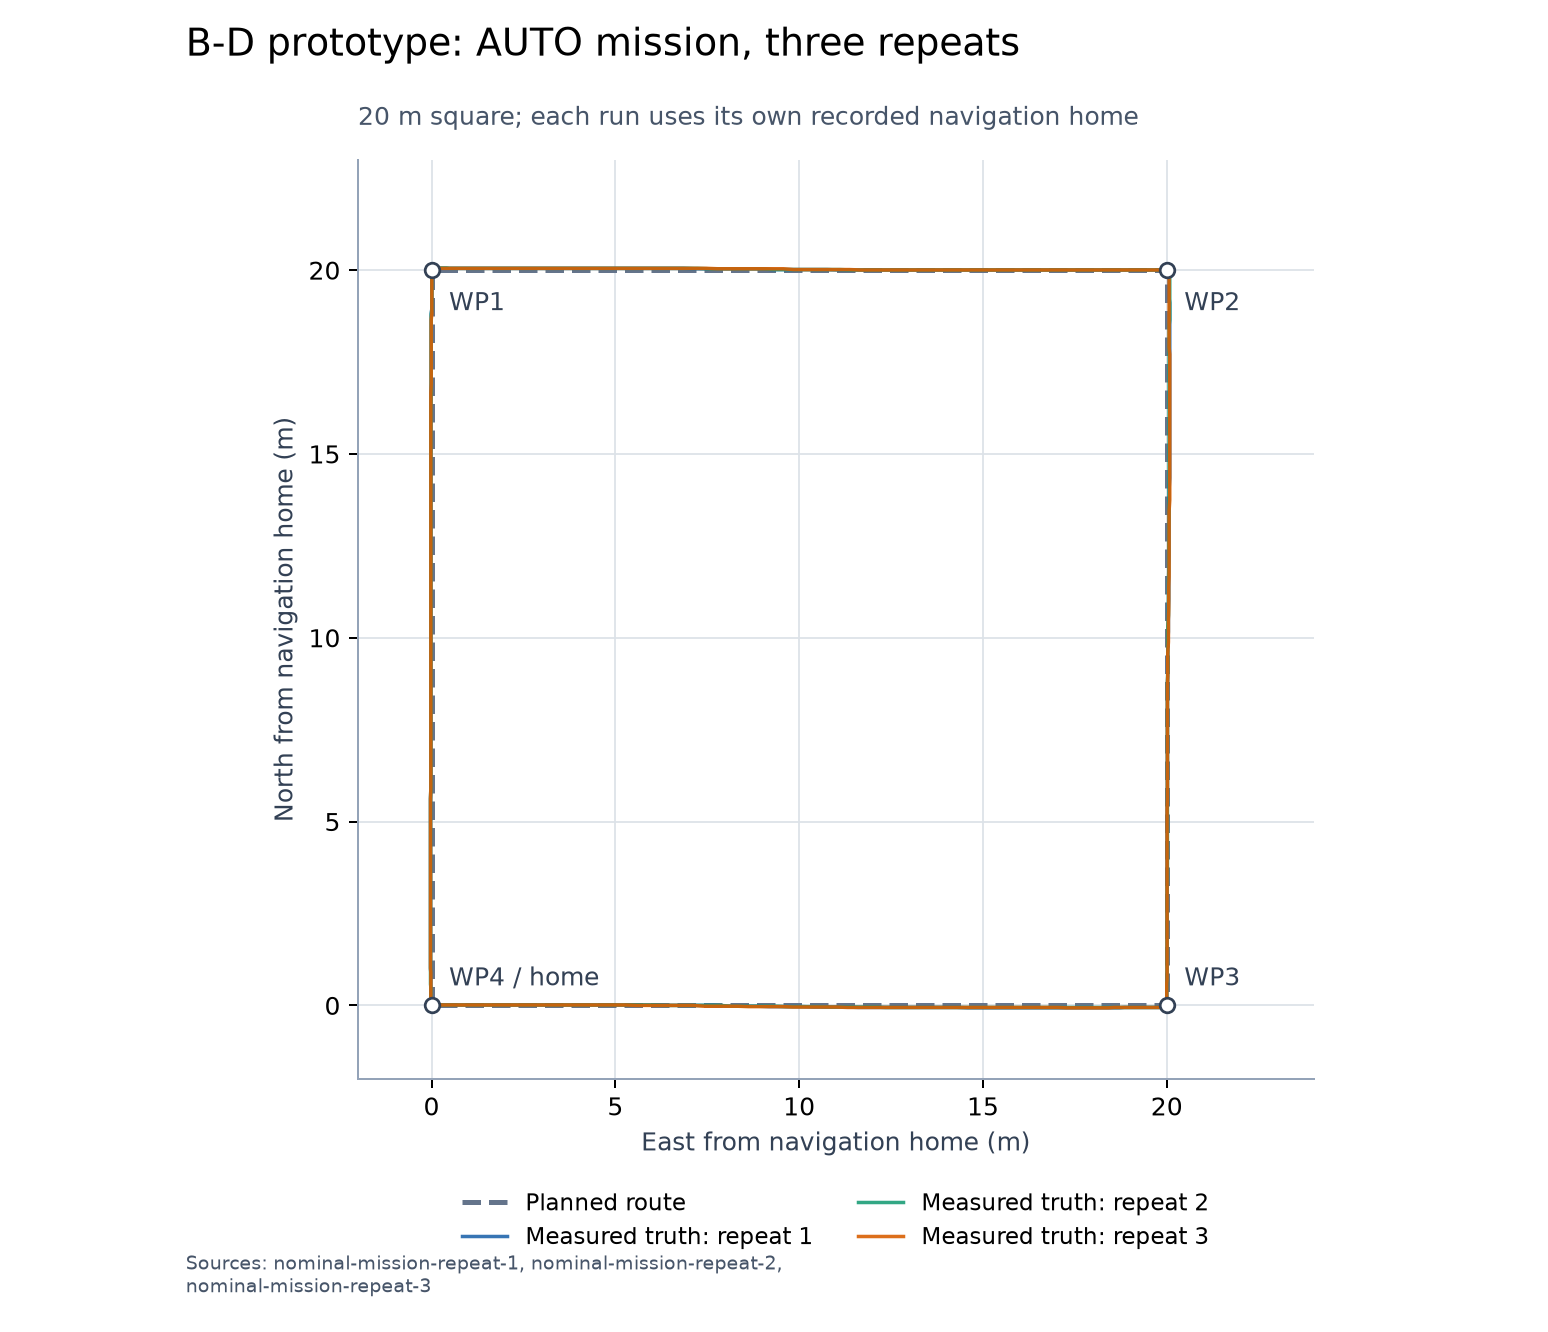 B-D prototype: AUTO mission, three repeats
20 m square; each run uses its own recorded navigation home
20
WP1
WP2
15
North from navigation home (m)
10
5
WP4 / home
WP3
0
0
5
10
15
20
East from navigation home (m)
Planned route
Measured truth: repeat 1
Measured truth: repeat 2
Measured truth: repeat 3
Sources: nominal-mission-repeat-1, nominal-mission-repeat-2,
nominal-mission-repeat-3